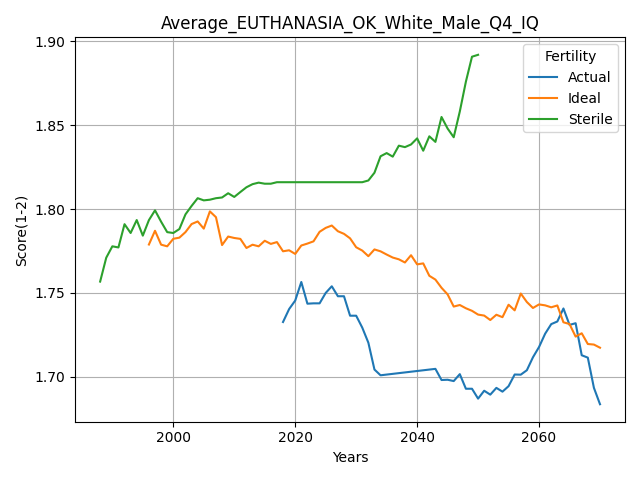 Average_EUTHANASIA_OK_White_Male_Q4_IQ
Fertility
Actual
Ideal
Sterile
Score(1-2)
1.90
1.85
1.80
1.75
1.70
2000
2020
2040
2060
Years